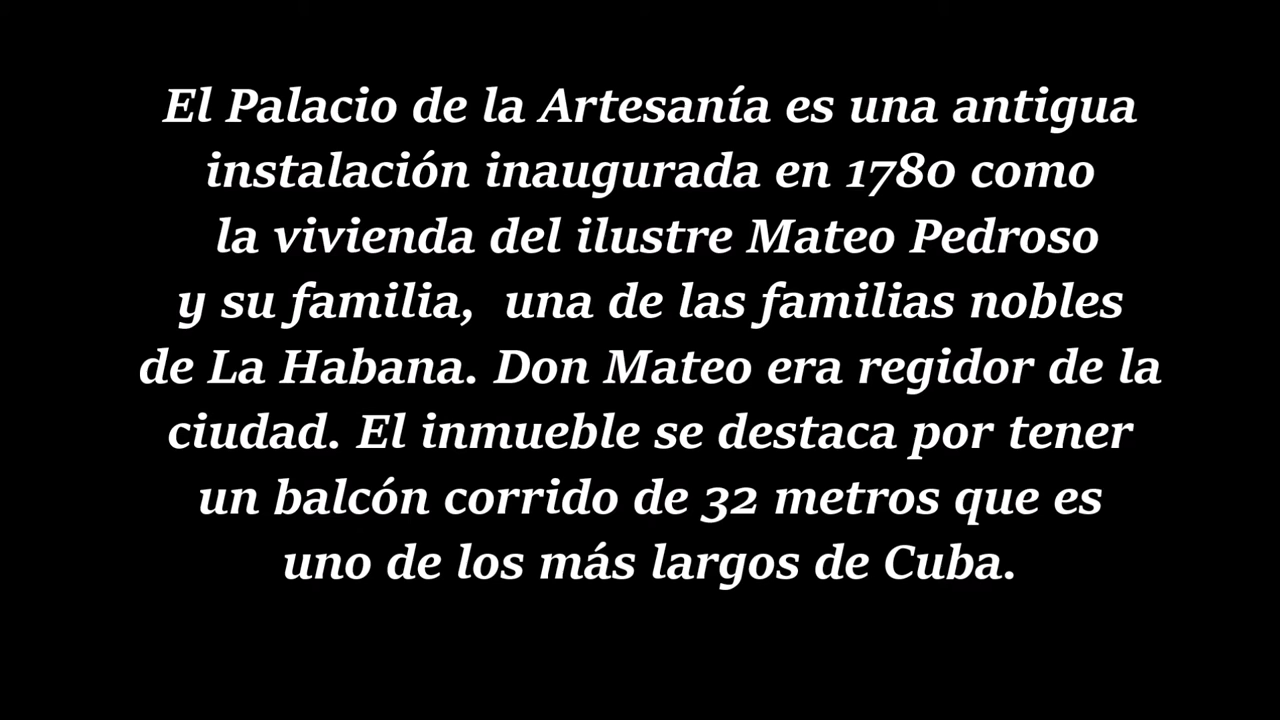 El Palacio de la Artesanía es una antigua
instalación inaugurada en 1780 como
la vivienda del ilustre Mateo Pedroso
y su familia, una de las familias nobles
de La Habana. Don Mateo era regidor de la
ciudad. El inmueble se destaca por tener
un balcón corrido de 32 metros que es
uno de los más largos de Cuba.